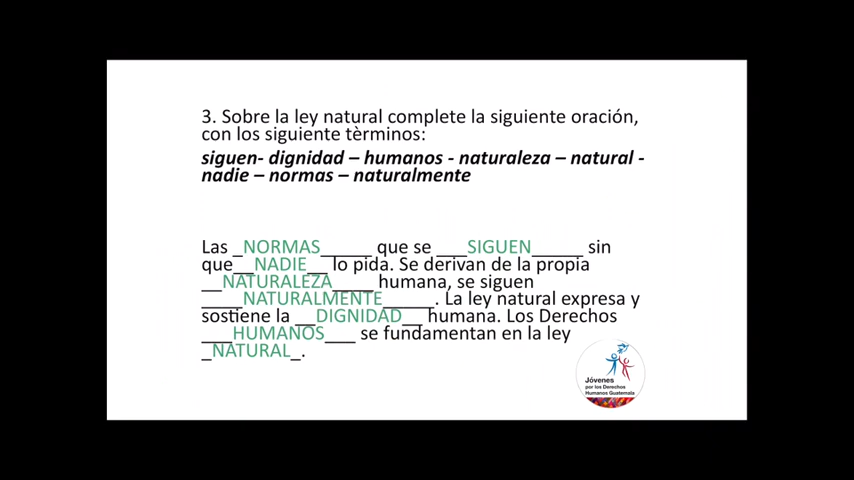 3. Sobre la ley natural complete la siguiente oración,
con los siguiente tèrminos:
siguen- dignidad – humanos - naturaleza – natural -
nadie – normas – naturalmente
Las _NORMAS_____ que se ___SIGUEN_____ sin
que__NADIE__ lo pida. Se derivan de la propia
__NATURALEZA____ humana, se siguen
____NATURALMENTE_____. La ley natural expresa y
sostiene la __DIGNIDAD__ humana. Los Derechos
___HUMANOS___ se fundamentan en la ley
_NATURAL_.
Jóvenes
por los Derechos
Humanos Guatemala